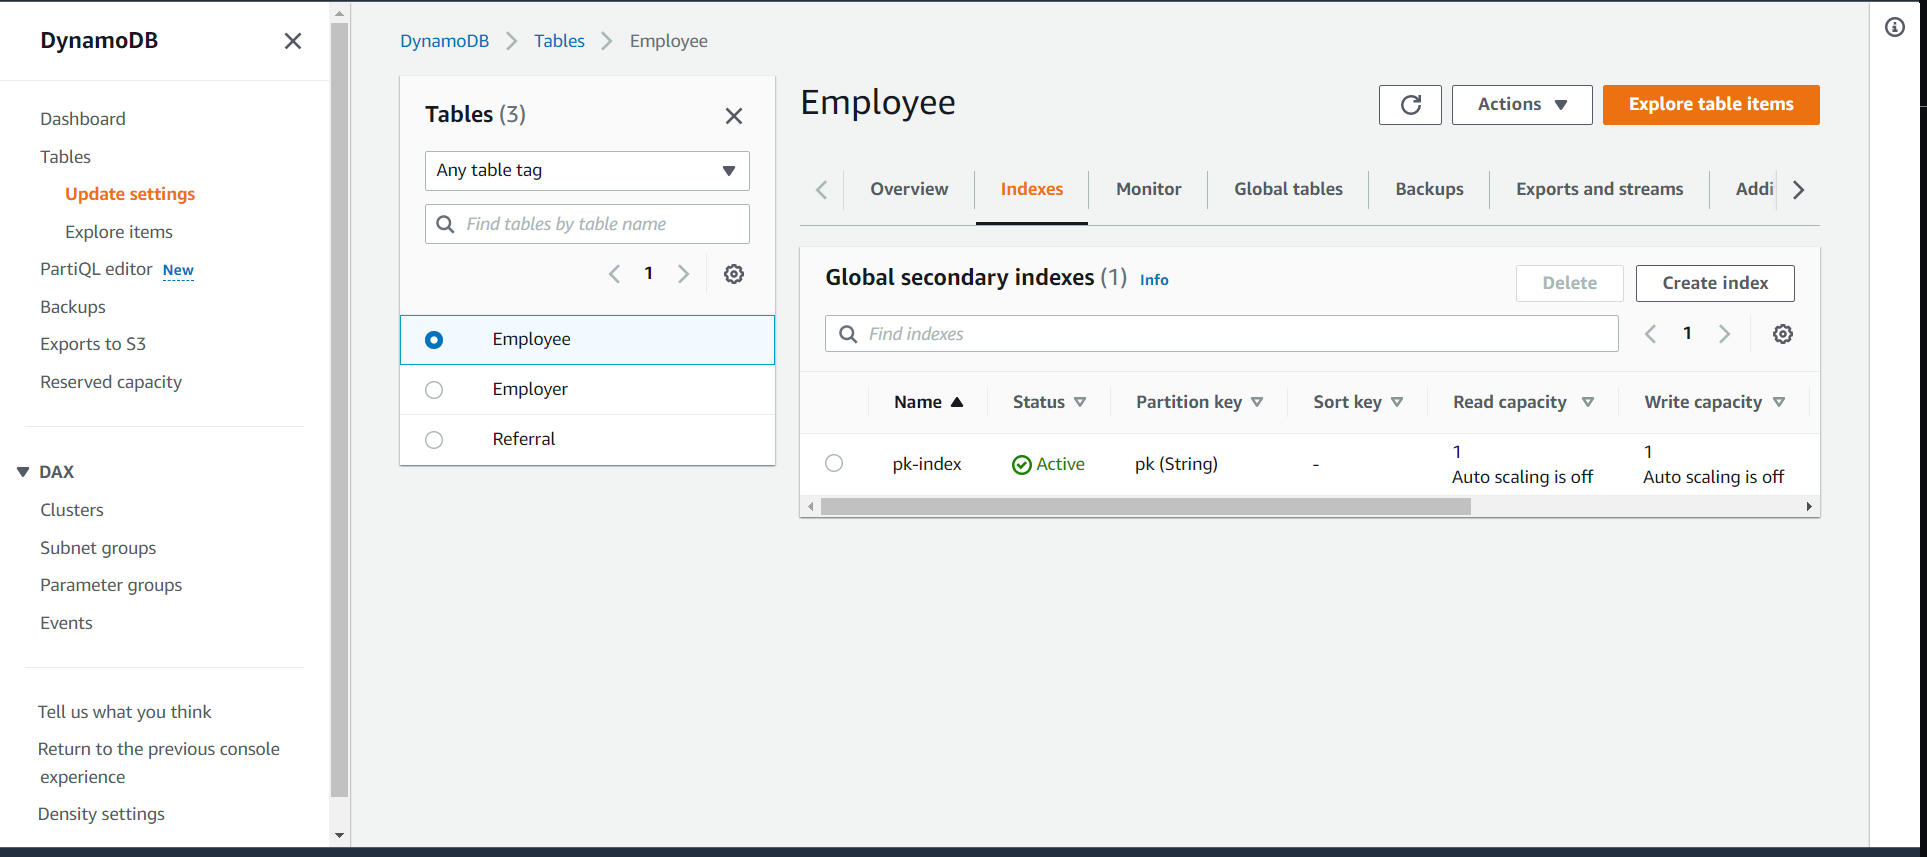 DynamoDB
Dashboard
Tables
Update settings
Explore items
PartiQL editor New
Backups
Exports to S3
Reserved capacity
DAX
Clusters
Subnet groups
Parameter groups
Events
Tell us what you think
Return to the previous console
experience
Density settings
DynamoDB Tables Employee
Tables (3)
Any table tag
Find tables by table name
1
Employee
Employer
Referral
Employee
Actions
Explore table items
Overview Indexes Monitor Global tables Backups Exports and streams Addi
Global secondary indexes (1) Info
Delete
Create index
Find indexes
1
Name Status Partition key Sort key Read capacity Write capacity
pk-index Active pk (String) - 1 1
Auto scaling is off Auto scaling is off